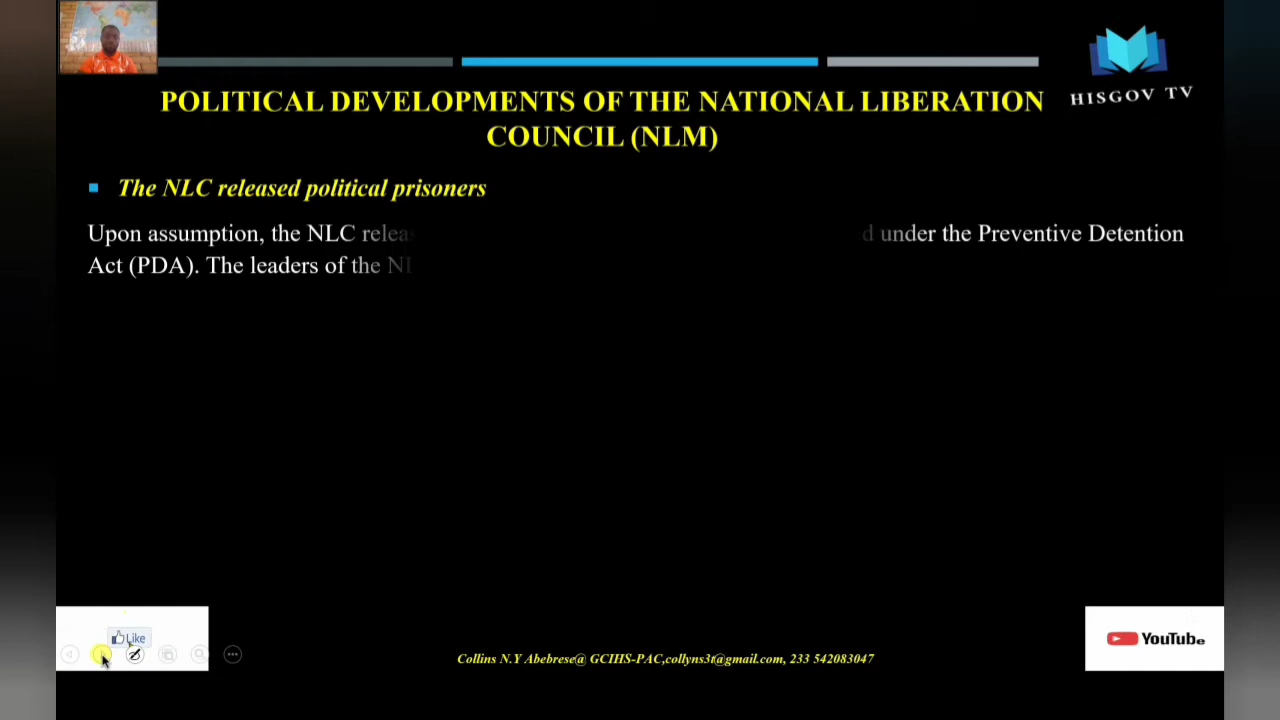 HISGOV TV
POLITICAL DEVELOPMENTS OF THE NATIONAL LIBERATION
COUNCIL (NLM)
The NLC released political prisoners
Upon assumption, the NLC under the Preventive Detention
Act (PDA). The leaders of the
Like
Collins N.Y Abebrese@ GCIHS-PAC,collyns3t@gmail.com, 233 542083047
YouTube